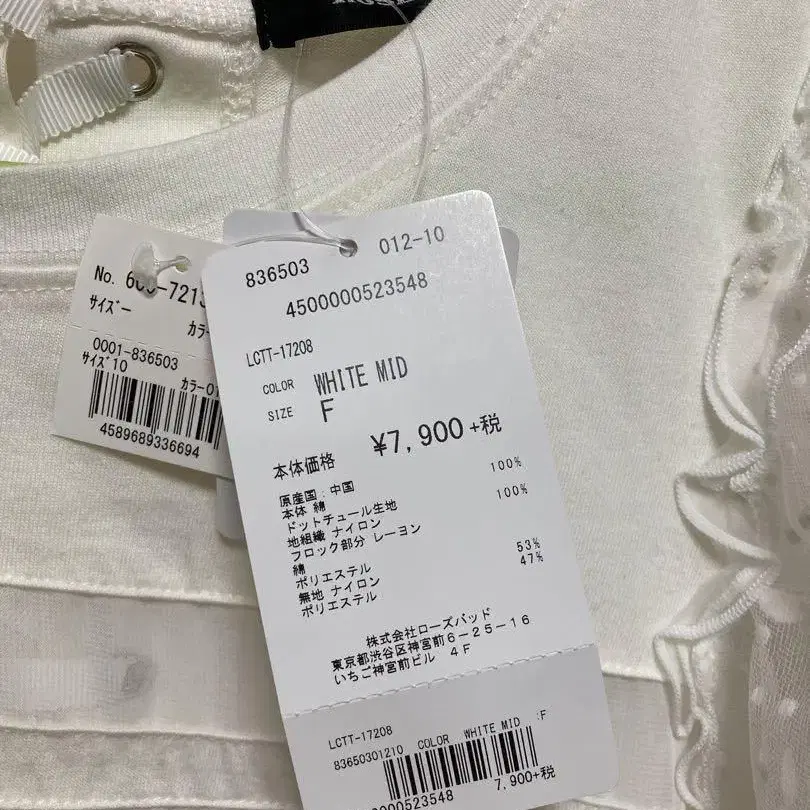 No. 6
-7213
サイズー
カラ
0001-836503
サイズ10 カラー01
4589689336694
836503 012-10
4500000523548
LCTT-17208
COLOR WHITE MID
SIZE F
本体価格 ¥7,900+税
原産国：中国
本体 綿 100%
ドットチュール生地
地組織 ナイロン 100%
フロック部分 レーヨン
綿
ポリエステル 53%
無地 ナイロン 47%
ポリエステル
株式会社ローズバッド
東京都渋谷区神宮前６－２５－１６
いちご神宮前ビル ４Ｆ
LCTT-17208
83650301210 COLOR WHITE MID :F
7,900+税
00000523548